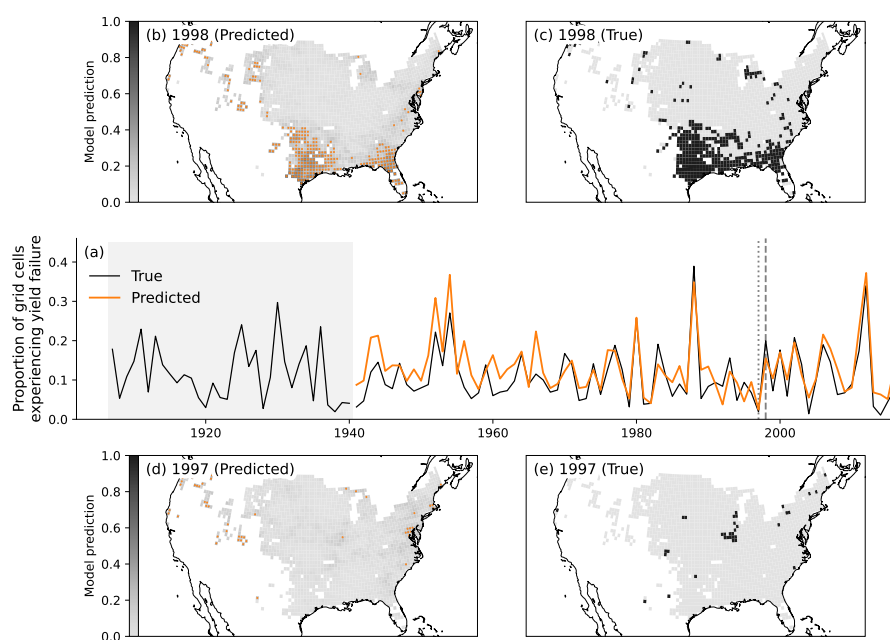 1.0
0.8
0.6
0.4
0.2
0.0
Model prediction
(b) 1998 (Predicted)
(c) 1998 (True)
Proportion of grid cells
experiencing yield failure
0.4
0.3
0.2
0.1
0.0
(a)
True
Predicted
1920
1940
1960
1980
2000
1.0
0.8
0.6
0.4
0.2
0.0
Model prediction
(d) 1997 (Predicted)
(e) 1997 (True)